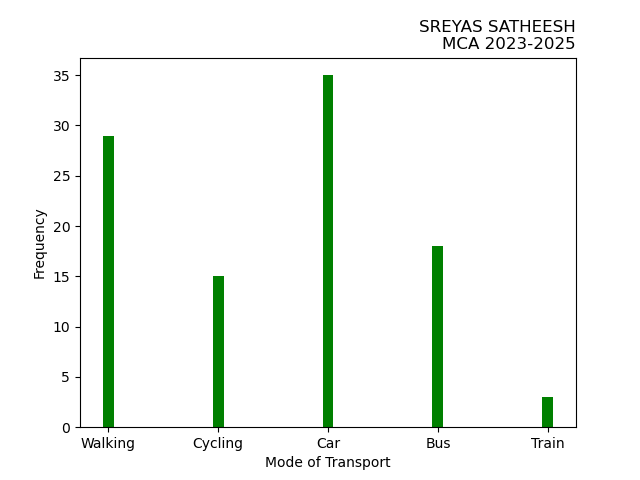 SREYAS SATHEESH
MCA 2023-2025
35
30
25
20
15
10
5
0
Frequency
Walking Cycling Car Bus Train
Mode of Transport